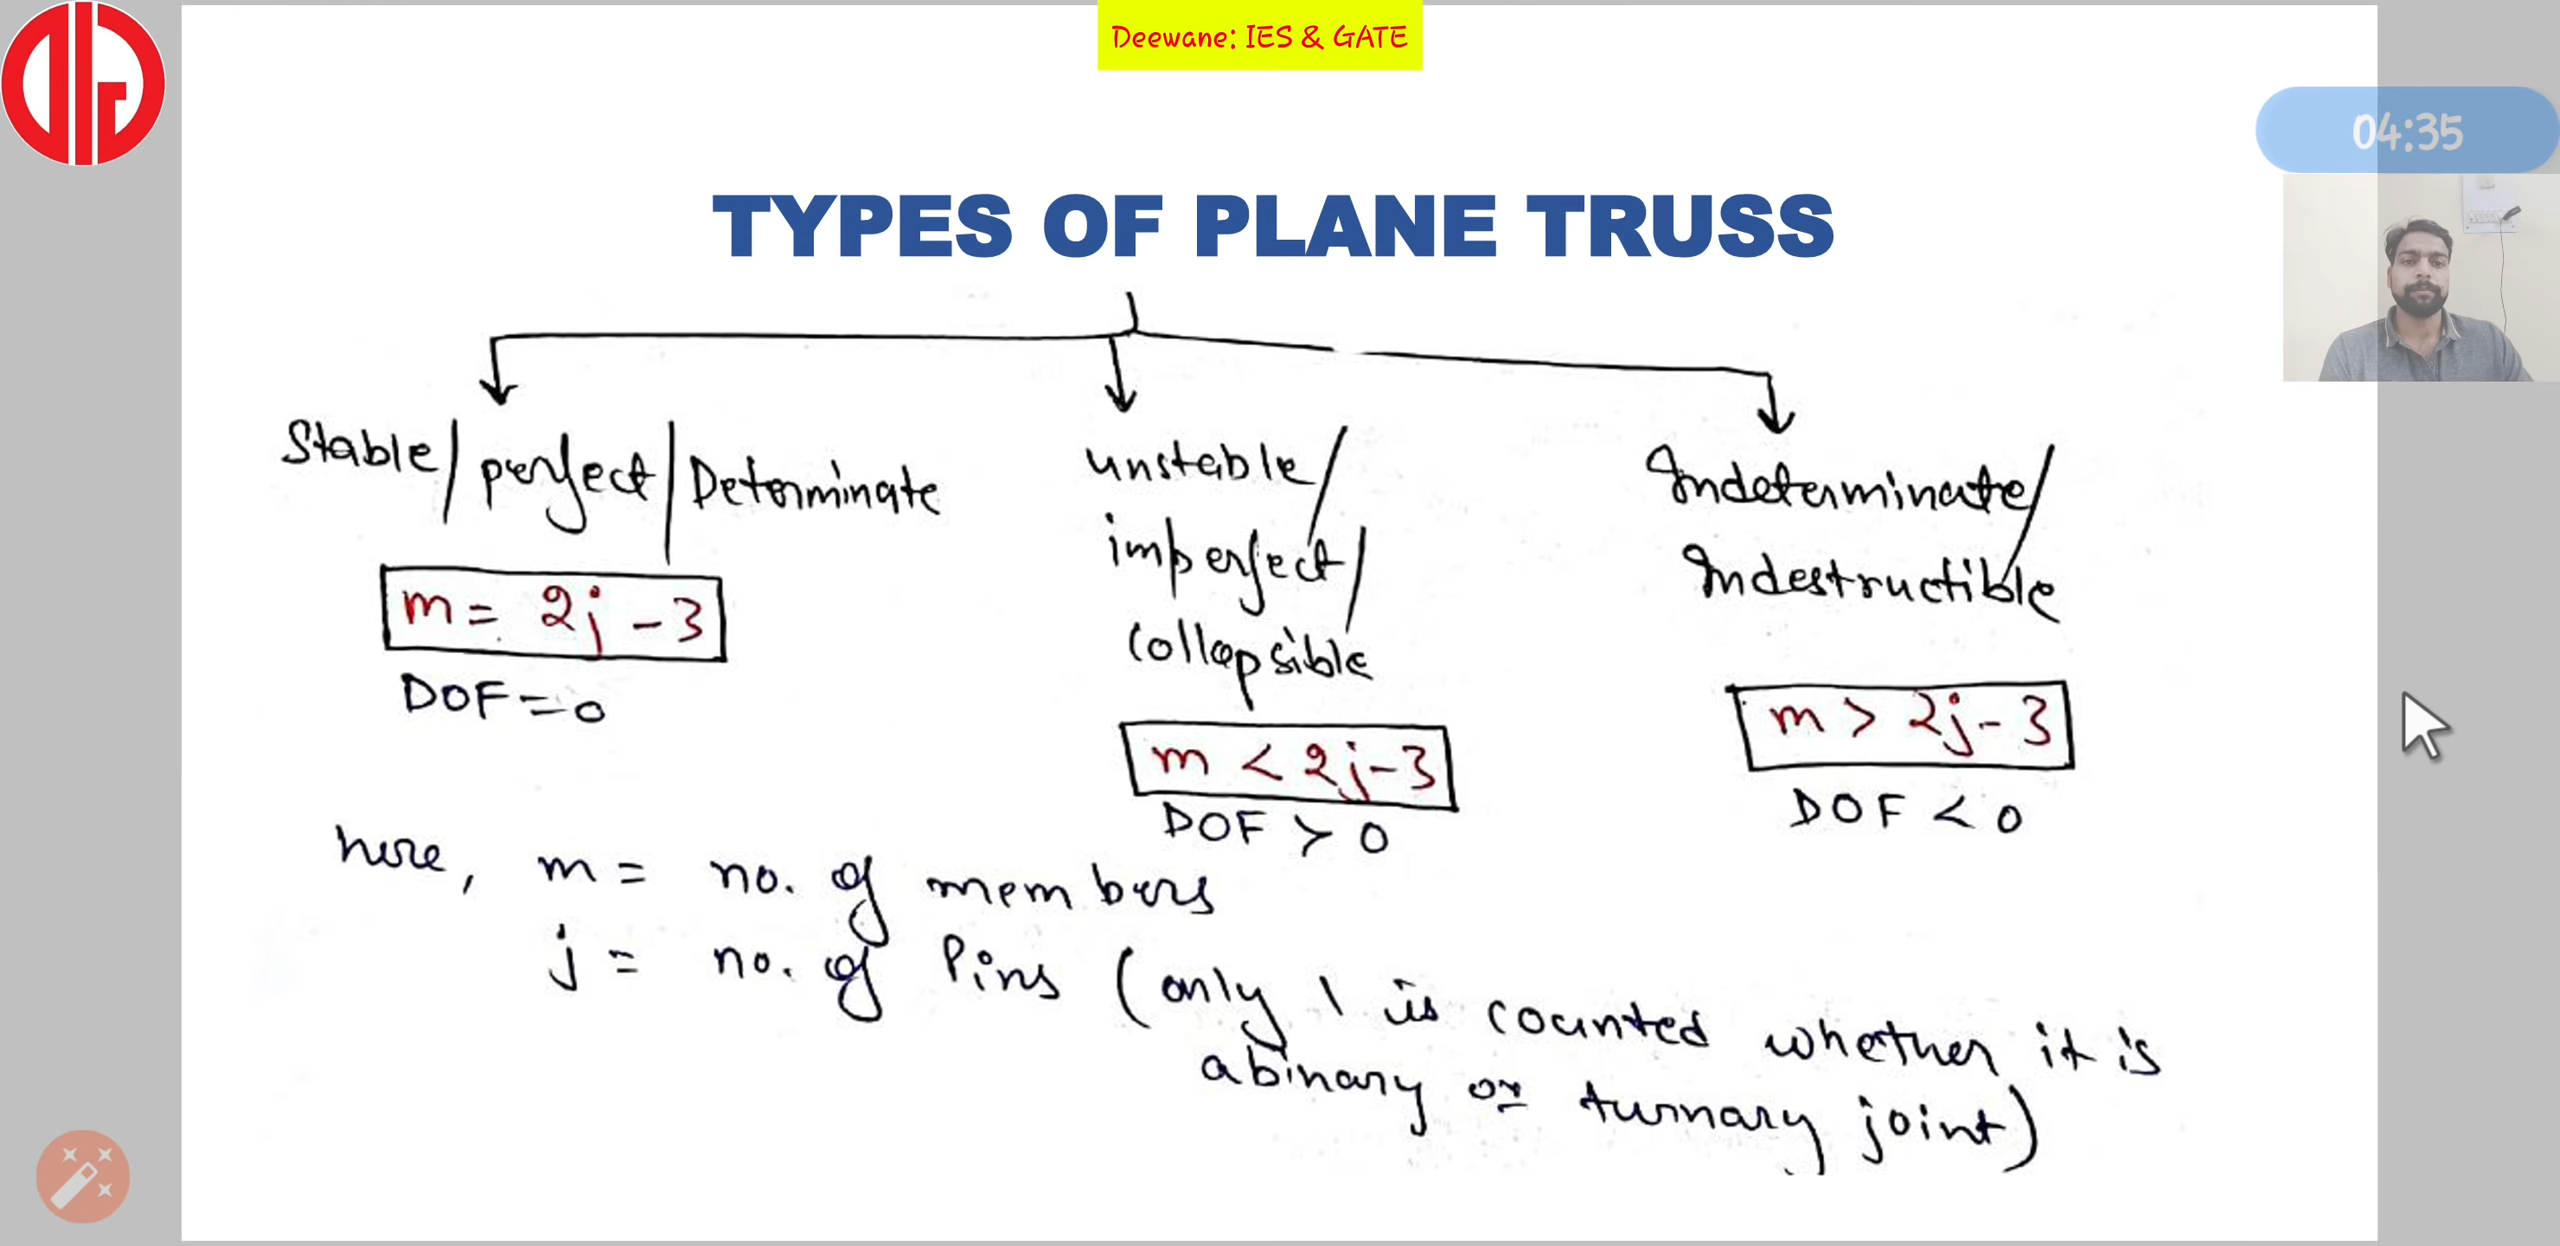 Deewane: IES & GATE
04:35
TYPES OF PLANE TRUSS
Stable/perfect/Determinate
m = 2j - 3
DOF = 0
unstable/
imperfect/
collapsible
m < 2j - 3
DOF > 0
Indeterminate/
Indestructible
m > 2j - 3
DOF < 0
here, m = no. of members
j = no. of Pins (only 1 is counted whether it is
a binary or turnary joint)